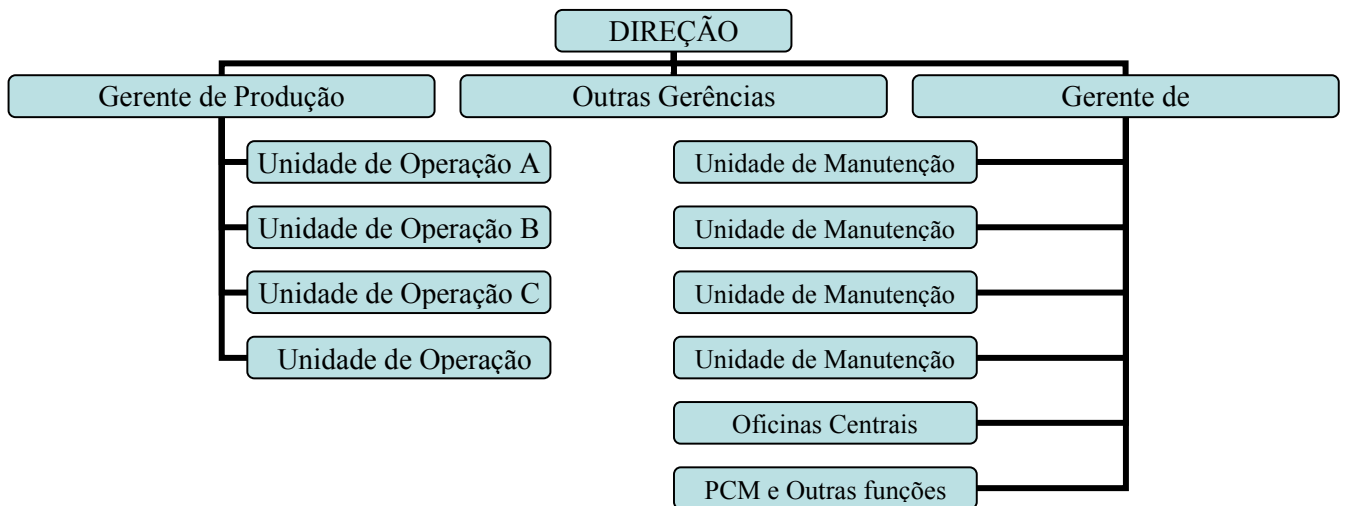 DIREÇÃO
Gerente de Produção
Outras Gerências
Gerente de
Unidade de Operação A
Unidade de Manutenção
Unidade de Operação B
Unidade de Manutenção
Unidade de Operação C
Unidade de Manutenção
Unidade de Operação
Unidade de Manutenção
Oficinas Centrais
PCM e Outras funções